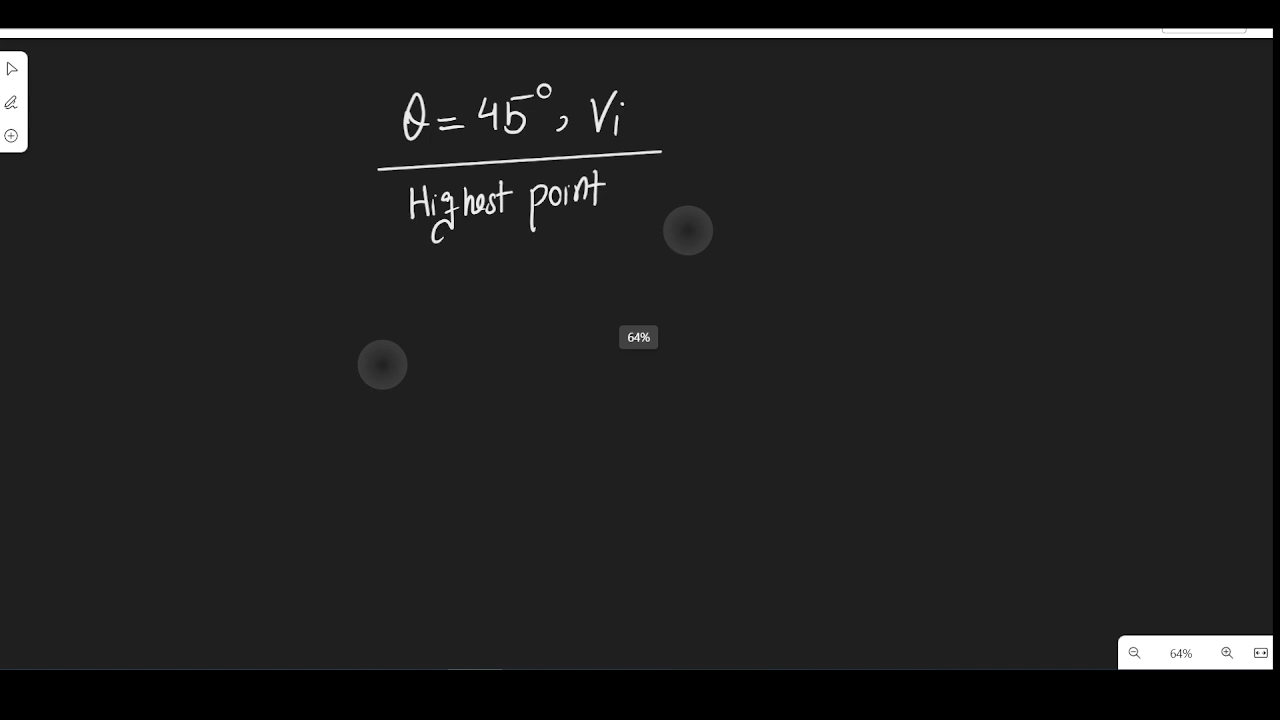 θ = 45°, Vi
Highest point
64%
64%